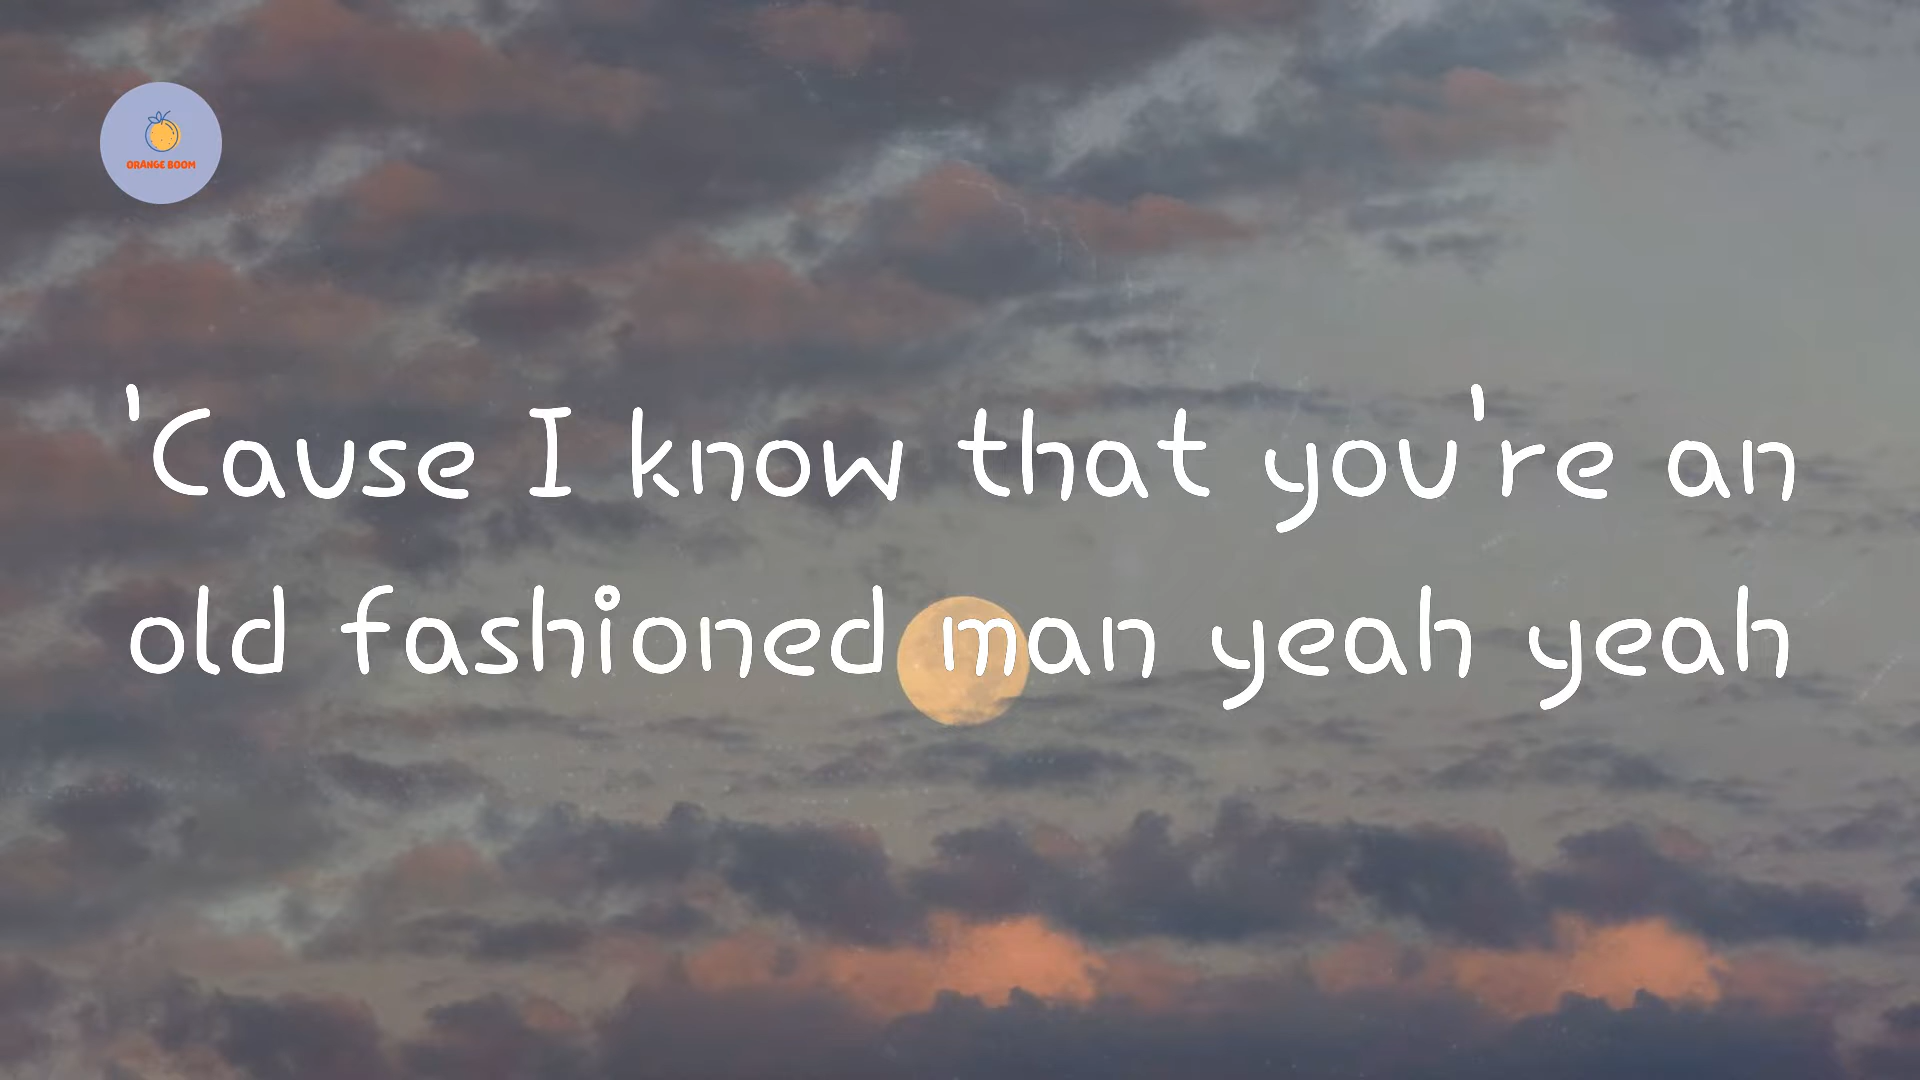 ORANGE BOOM
'Cause I know that you're an
old fashioned man yeah yeah